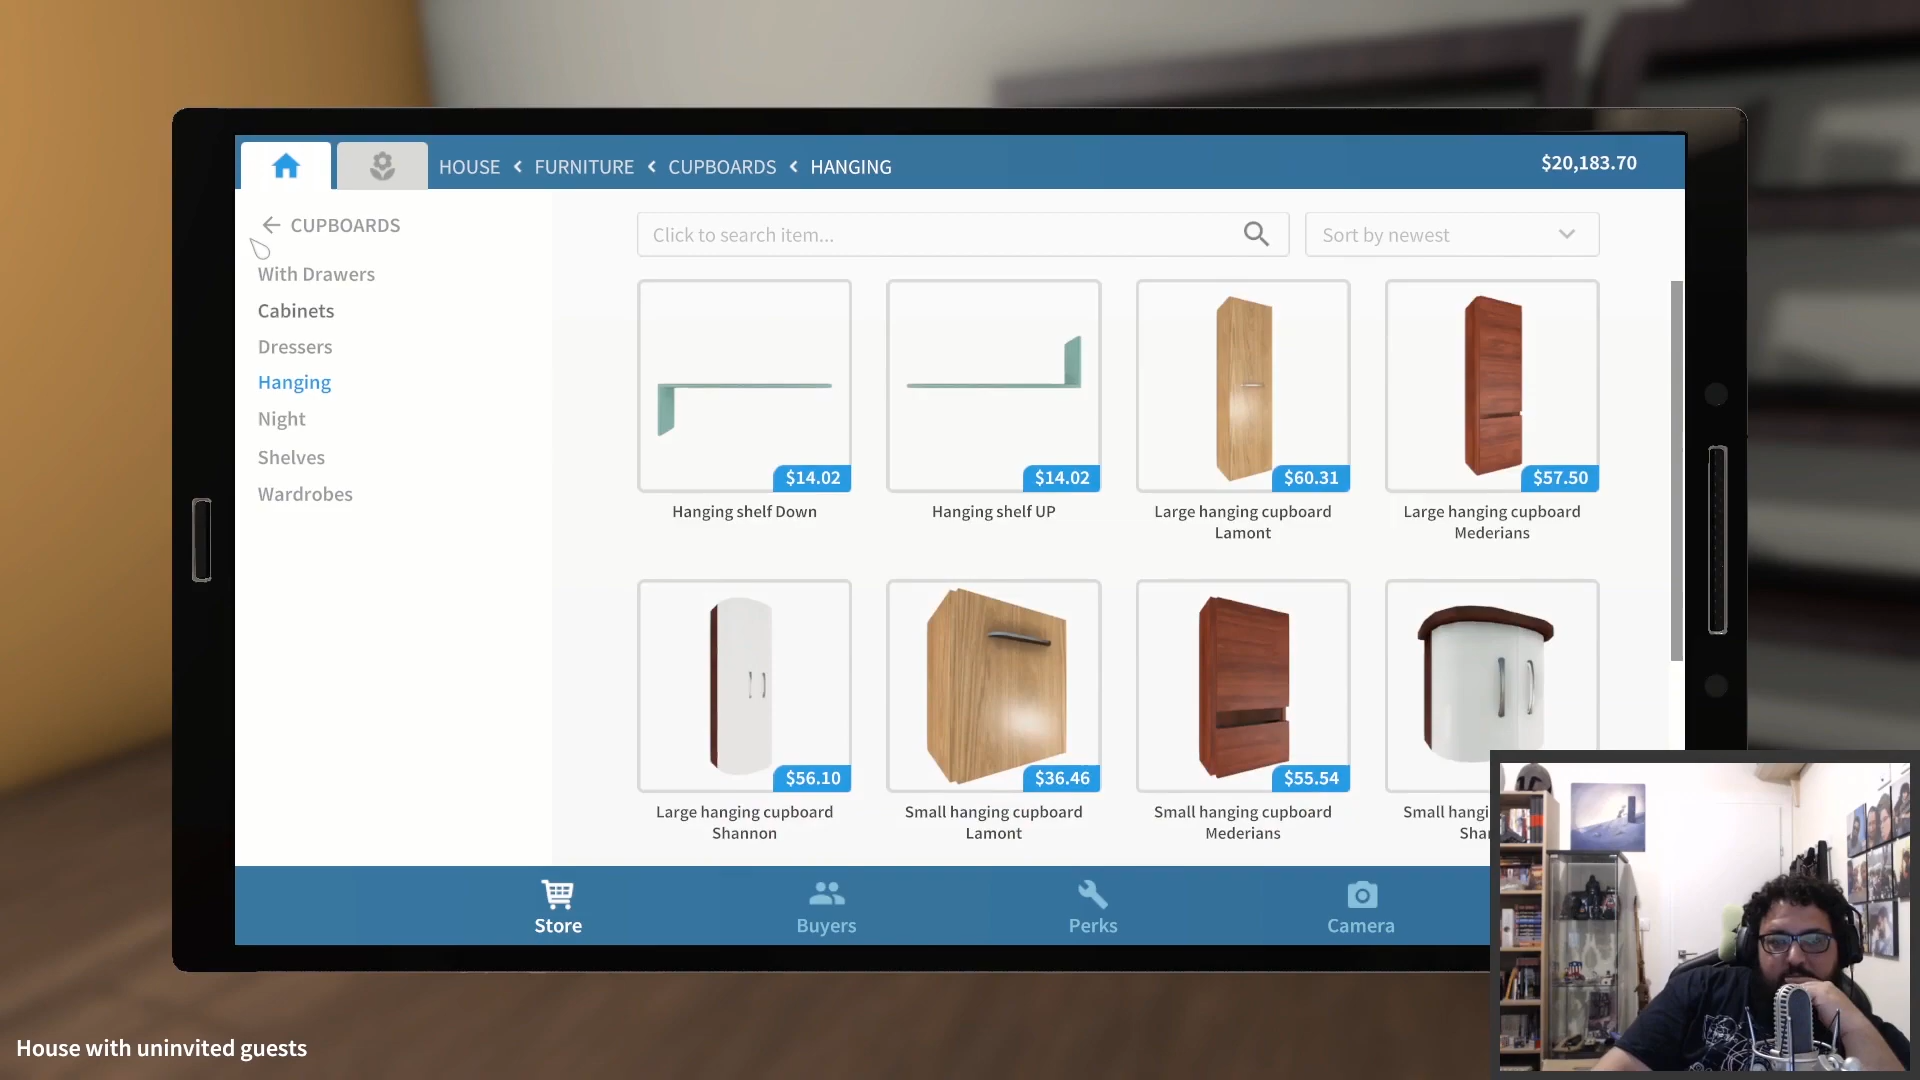 HOUSE < FURNITURE < CUPBOARDS < HANGING
$20,183.70
CUPBOARDS
With Drawers
Cabinets
Dressers
Hanging
Night
Shelves
Wardrobes
Click to search item...
Sort by newest
$14.02
$14.02
$60.31
$57.50
Hanging shelf Down
Hanging shelf UP
Large hanging cupboard
Lamont
Large hanging cupboard
Mederians
$56.10
$36.46
$55.54
Large hanging cupboard
Shannon
Small hanging cupboard
Lamont
Small hanging cupboard
Mederians
Small hangi
Sha
Store
Buyers
Perks
Camera
House with uninvited guests